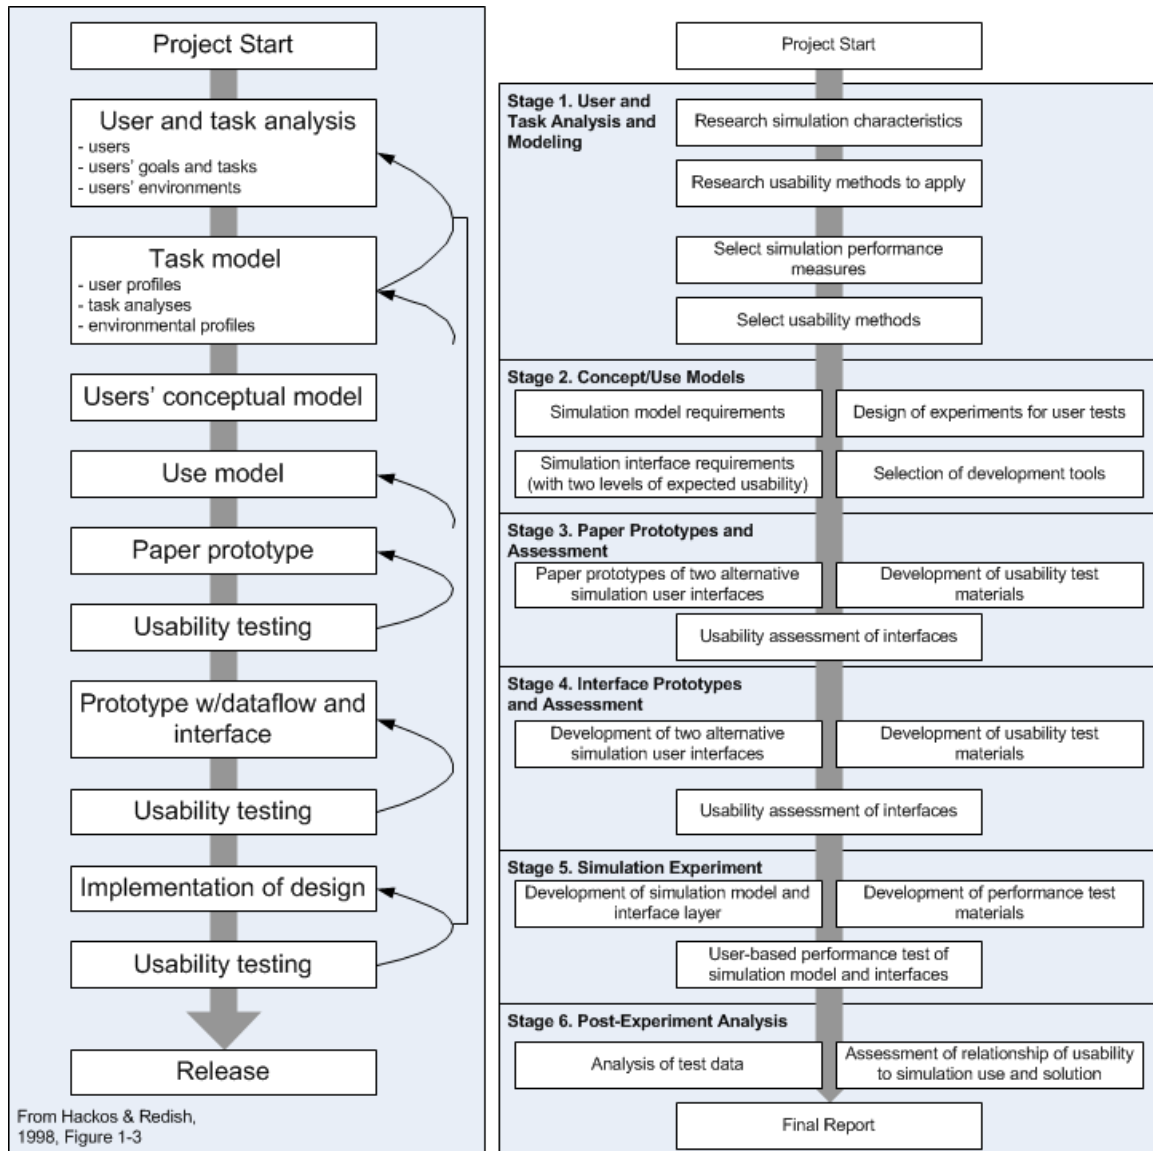 Project Start
User and task analysis
- users
- users' goals and tasks
- users' environments
Task model
- user profiles
- task analyses
- environmental profiles
Users' conceptual model
Use model
Paper prototype
Usability testing
Prototype w/dataflow and
interface
Usability testing
Implementation of design
Usability testing
Release
From Hackos & Redish,
1998, Figure 1-3
Project Start
Stage 1. User and
Task Analysis and
Modeling
Research simulation characteristics
Research usability methods to apply
Select simulation performance
measures
Select usability methods
Stage 2. Concept/Use Models
Simulation model requirements
Design of experiments for user tests
Simulation interface requirements
(with two levels of expected usability)
Selection of development tools
Stage 3. Paper Prototypes and
Assessment
Paper prototypes of two alternative
simulation user interfaces
Development of usability test
materials
Usability assessment of interfaces
Stage 4. Interface Prototypes
and Assessment
Development of two alternative
simulation user interfaces
Development of usability test
materials
Usability assessment of interfaces
Stage 5. Simulation Experiment
Development of simulation model and
interface layer
Development of performance test
materials
User-based performance test of
simulation model and interfaces
Stage 6. Post-Experiment Analysis
Analysis of test data
Assessment of relationship of usability
to simulation use and solution
Final Report